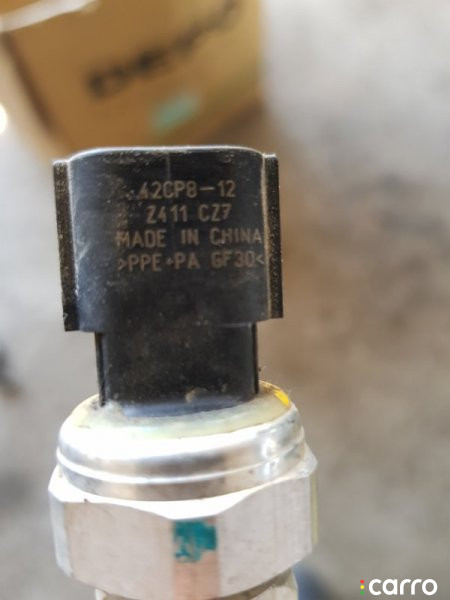 42CP8-12
Z411 CZ7
MADE IN CHINA
>PPE+PA GF30<
carro